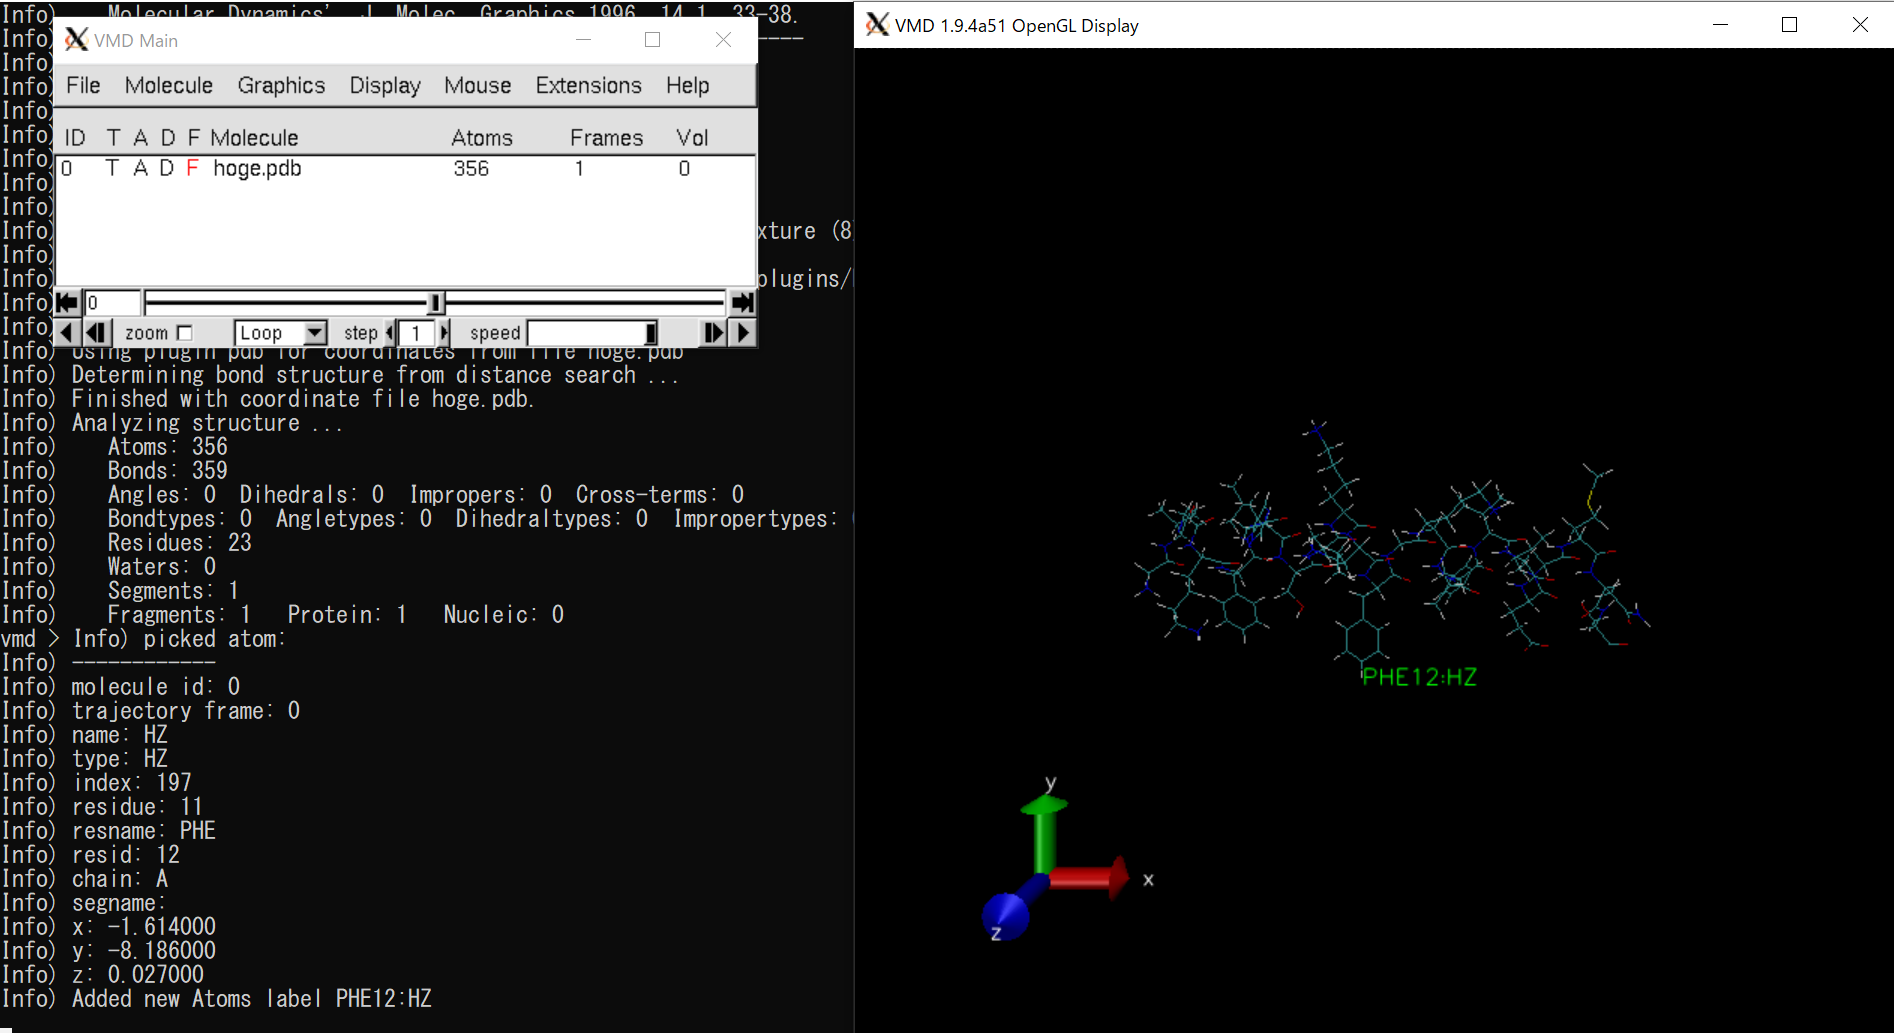 Info)    Molecular Dynamics', J. Molec. Graphics 1996, 14.1, 33-38.
Info) ----
Info)
Info)
Info)
Info)
Info)
Info)
Info)
Info) xture (8
Info)
Info) plugins/
Info)
Info)
VMD Main
File Molecule Graphics Display Mouse Extensions Help
ID T A D F Molecule Atoms Frames Vol
0 T A D F hoge.pdb 356 1 0
0
zoom Loop step 1 speed
Info) Using plugin pdb for coordinates from file hoge.pdb
Info) Determining bond structure from distance search ...
Info) Finished with coordinate file hoge.pdb.
Info) Analyzing structure ...
Info)    Atoms: 356
Info)    Bonds: 359
Info)    Angles: 0  Dihedrals: 0  Impropers: 0  Cross-terms: 0
Info)    Bondtypes: 0  Angletypes: 0  Dihedraltypes: 0  Impropertypes:
Info)    Residues: 23
Info)    Waters: 0
Info)    Segments: 1
Info)    Fragments: 1   Protein: 1   Nucleic: 0
vmd > Info) picked atom:
Info) ------------
Info) molecule id: 0
Info) trajectory frame: 0
Info) name: HZ
Info) type: HZ
Info) index: 197
Info) residue: 11
Info) resname: PHE
Info) resid: 12
Info) chain: A
Info) segname:
Info) x: -1.614000
Info) y: -8.186000
Info) z: 0.027000
Info) Added new Atoms label PHE12:HZ
VMD 1.9.4a51 OpenGL Display
PHE12:HZ
y
x
z